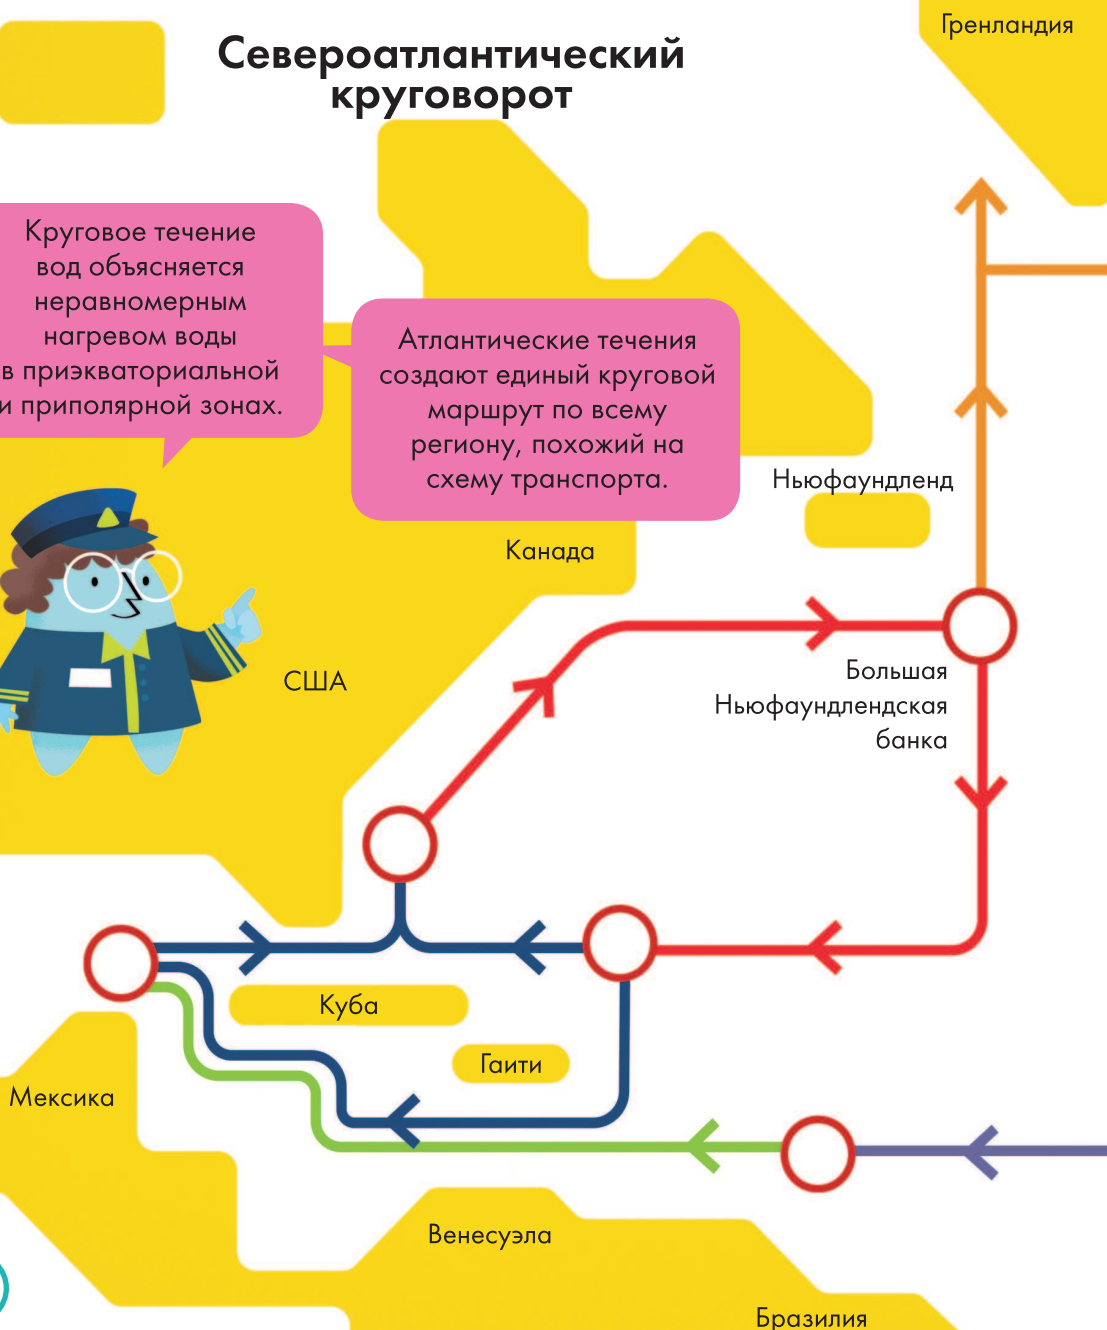 Североатлантический
круговорот
Гренландия
Круговое течение
вод объясняется
неравномерным
нагревом воды
в приэкваториальной
и приполярной зонах.
Атлантические течения
создают единый круговой
маршрут по всему
региону, похожий на
схему транспорта.
Ньюфаундленд
Канада
США
Большая
Ньюфаундлендская
банка
Куба
Гаити
Мексика
Венесуэла
Бразилия